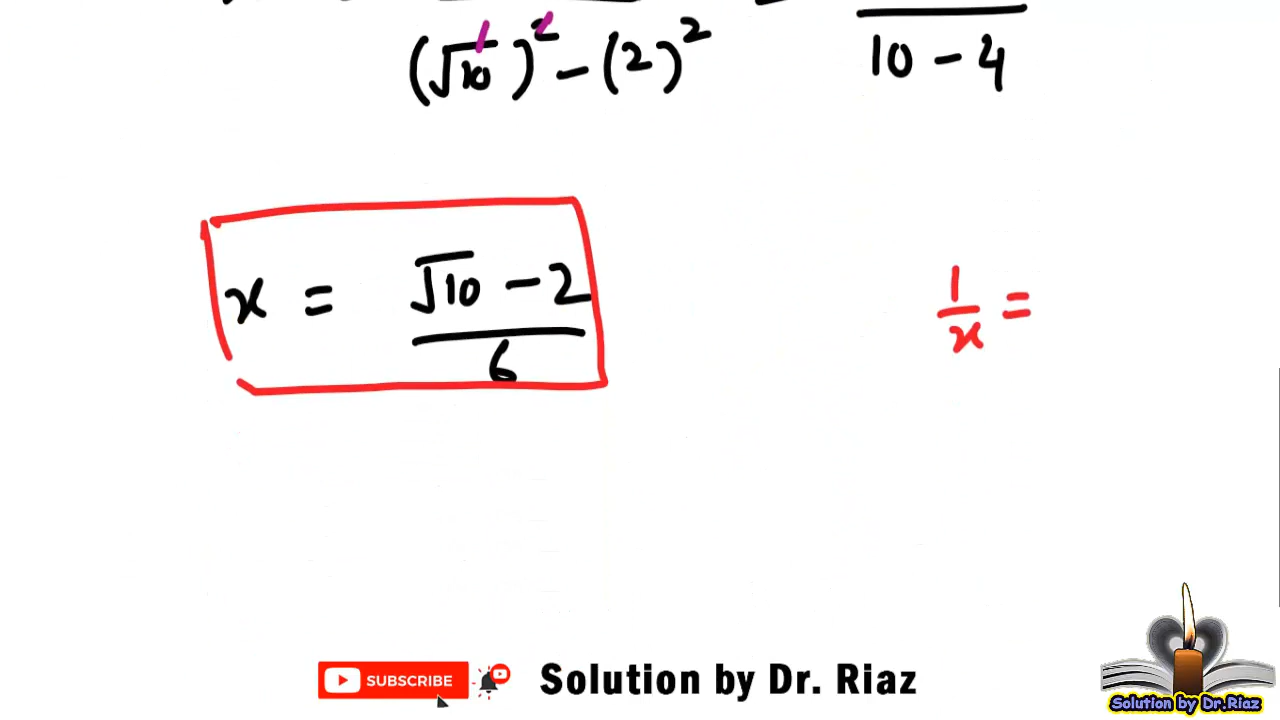 (√10)² − (2)² 10 − 4
x = (√10 − 2)/6 1/x =
SUBSCRIBE Solution by Dr. Riaz
Solution by Dr.Riaz